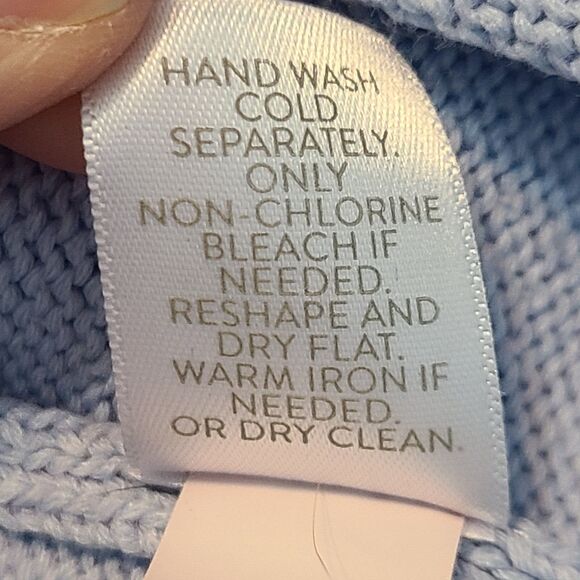 HAND WASH
COLD
SEPARATELY.
ONLY
NON-CHLORINE
BLEACH IF
NEEDED.
RESHAPE AND
DRY FLAT.
WARM IRON IF
NEEDED.
OR DRY CLEAN.